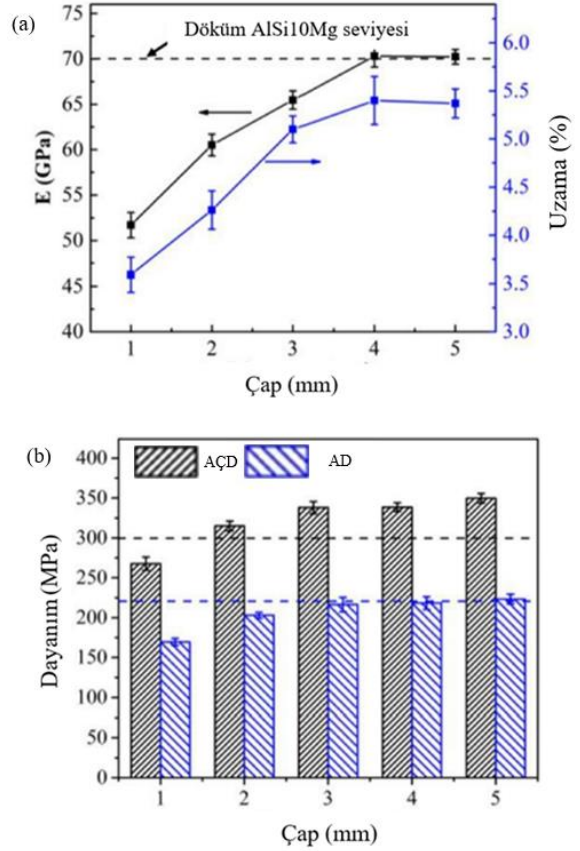 (a)
Döküm AlSi10Mg seviyesi
75
70
65
60
55
50
45
40
E (GPa)
6.0
5.5
5.0
4.5
4.0
3.5
3.0
Uzama (%)
1 2 3 4 5
Çap (mm)
(b)
AÇD AD
400
350
300
250
200
150
100
50
0
Dayanım (MPa)
1 2 3 4 5
Çap (mm)